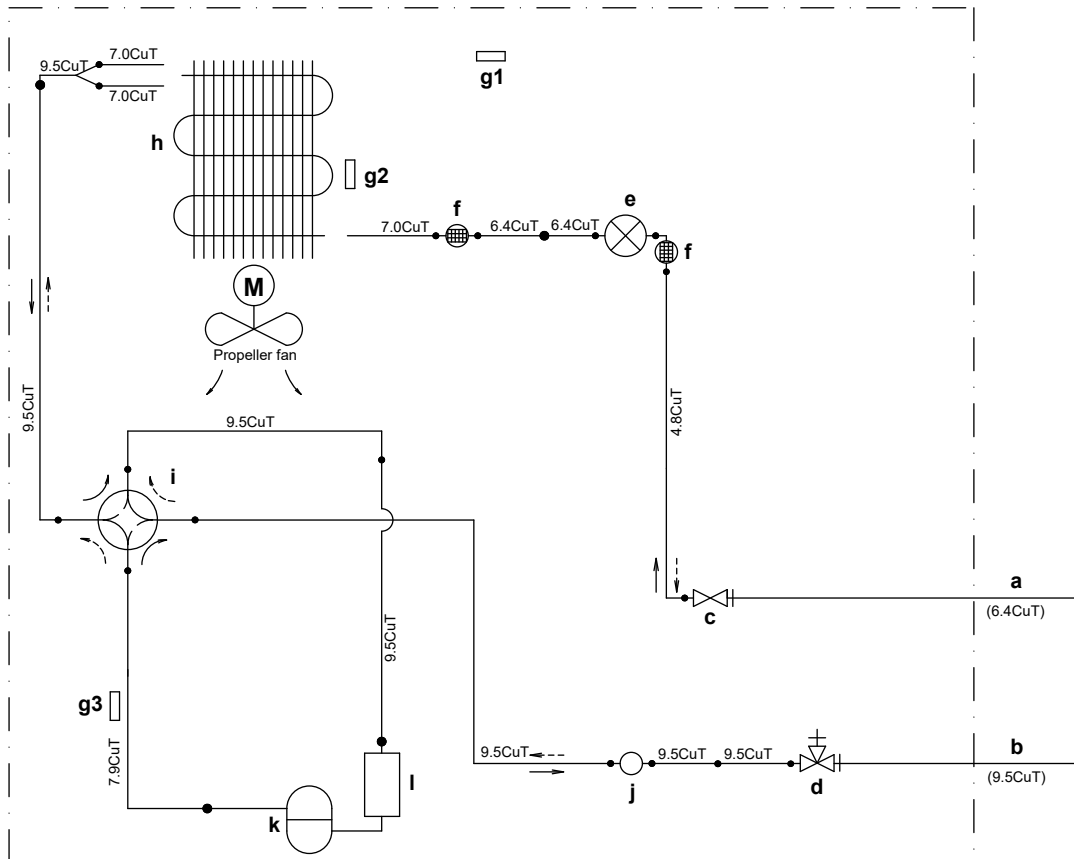 7.0CuT
9.5CuT
7.0CuT
g1
h
g2
f
e
7.0CuT
6.4CuT
6.4CuT
f
M
Propeller fan
9.5CuT
9.5CuT
4.8CuT
i
a
(6.4CuT)
c
9.5CuT
g3
7.9CuT
9.5CuT
9.5CuT
9.5CuT
b
(9.5CuT)
l
j
d
k